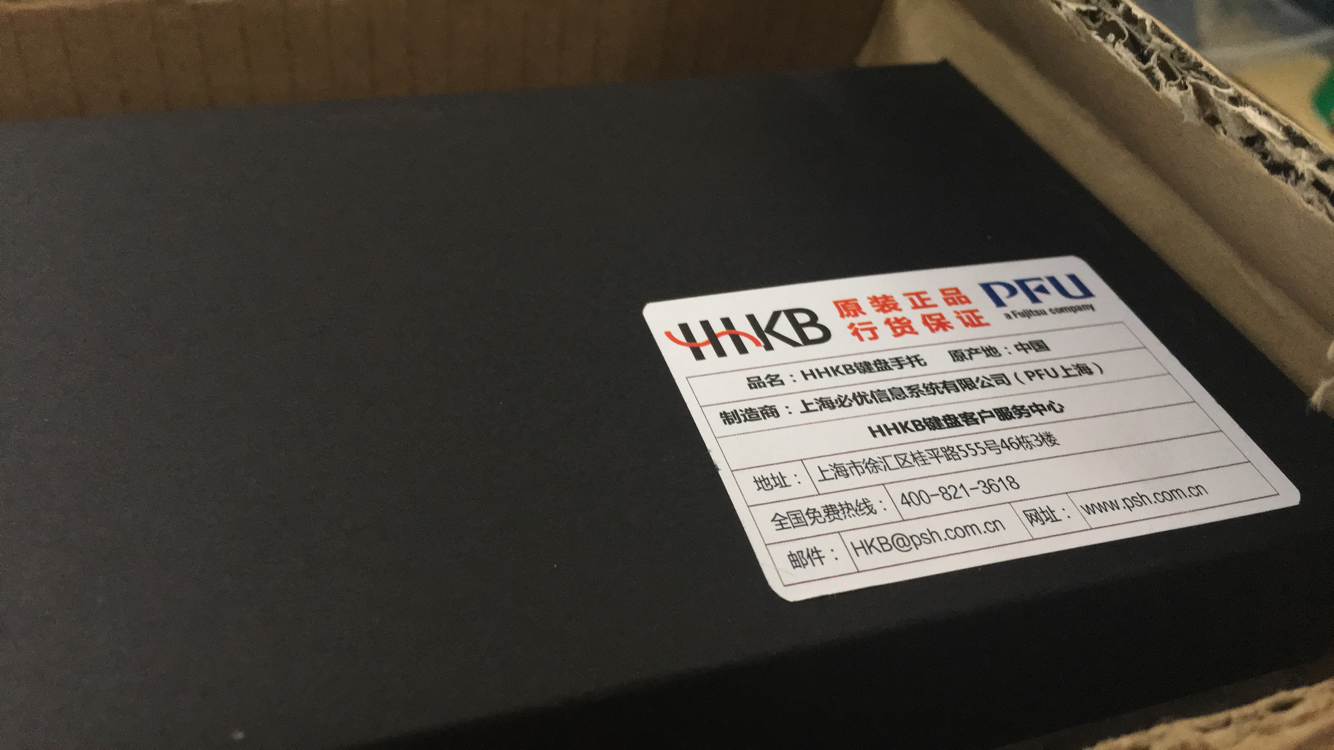 HHKB 原装正品 行货保证 PFU
a Fujitsu company
品名：HHKB键盘手托 原产地：中国
制造商：上海必优信息系统有限公司（PFU上海）
HHKB键盘客户服务中心
地址： 上海市徐汇区桂平路555号46栋3楼
全国免费热线： 400-821-3618
邮件： HKB@psh.com.cn 网址： www.psh.com.cn